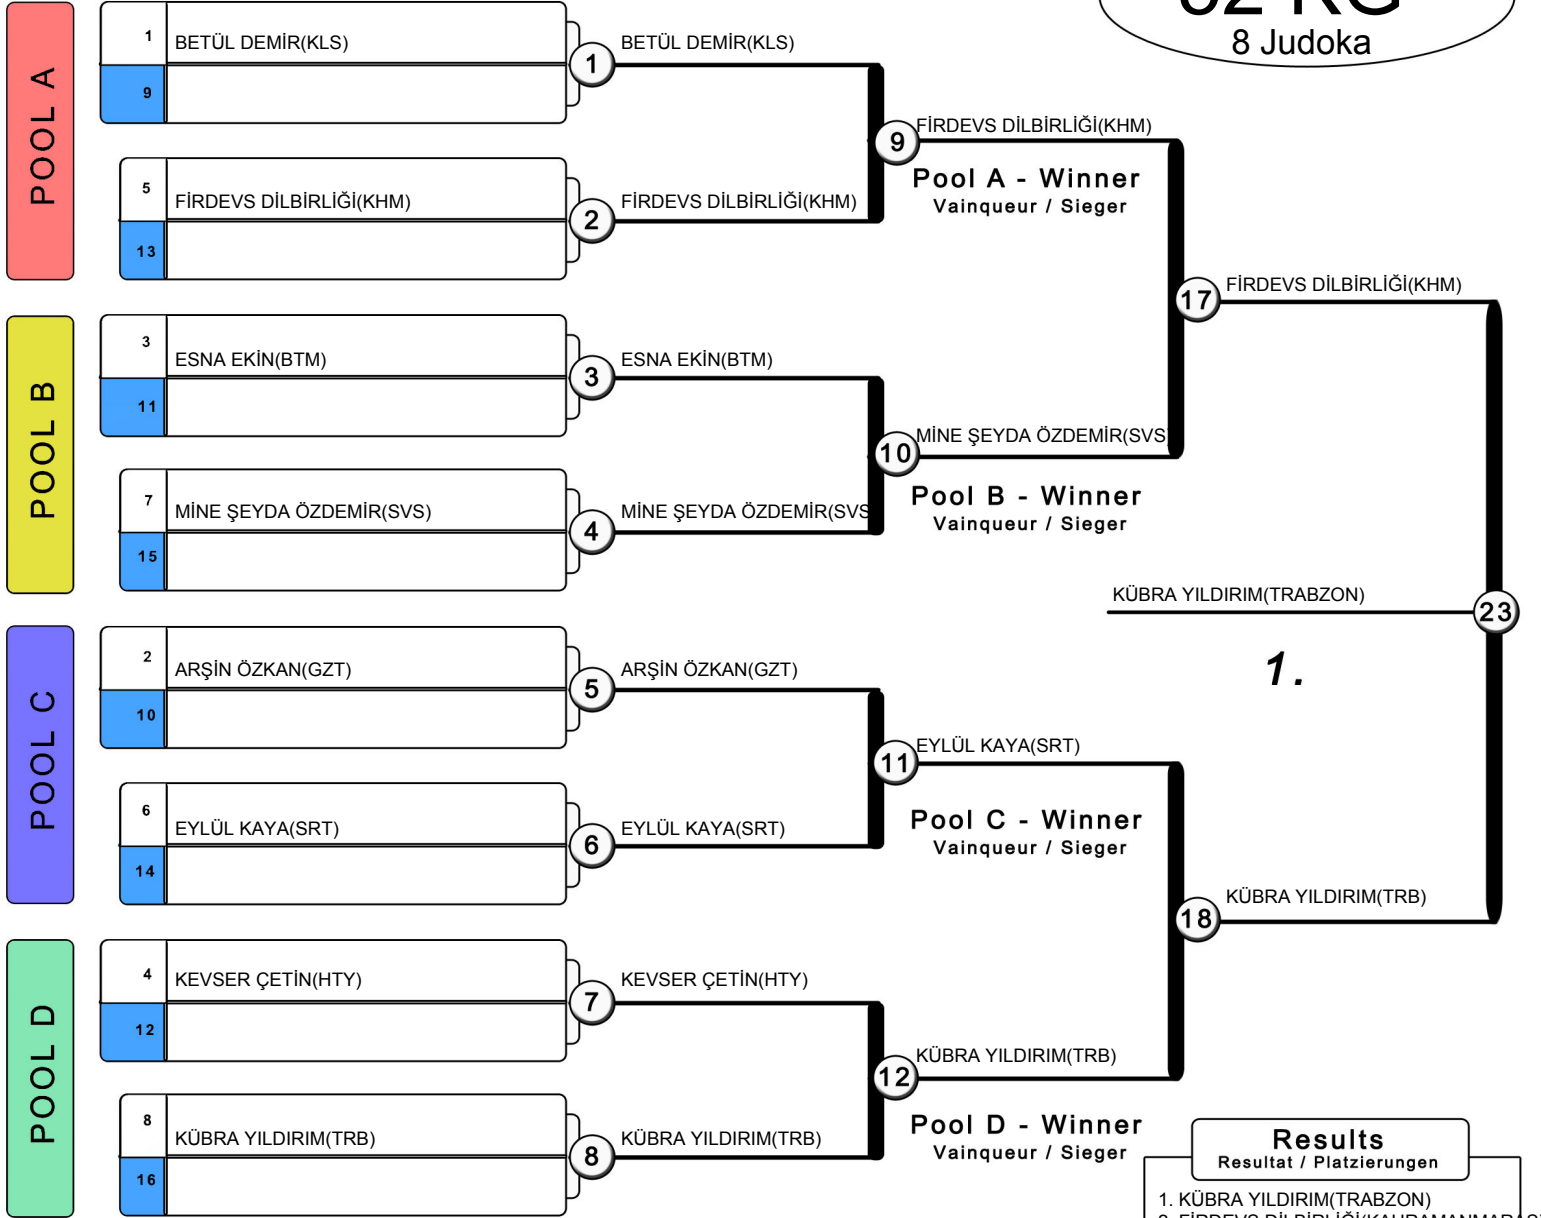 8 Judoka
POOL A
1 BETÜL DEMİR(KLS)
9
1 BETÜL DEMİR(KLS)
5 FİRDEVS DİLBİRLİĞİ(KHM)
13
2 FİRDEVS DİLBİRLİĞİ(KHM)
9 FİRDEVS DİLBİRLİĞİ(KHM)
Pool A - Winner
Vainqueur / Sieger
POOL B
3 ESNA EKİN(BTM)
11
3 ESNA EKİN(BTM)
7 MİNE ŞEYDA ÖZDEMİR(SVS)
15
4 MİNE ŞEYDA ÖZDEMİR(SVS
10 MİNE ŞEYDA ÖZDEMİR(SVS)
Pool B - Winner
Vainqueur / Sieger
17 FİRDEVS DİLBİRLİĞİ(KHM)
POOL C
2 ARŞİN ÖZKAN(GZT)
10
5 ARŞİN ÖZKAN(GZT)
6 EYLÜL KAYA(SRT)
14
6 EYLÜL KAYA(SRT)
11 EYLÜL KAYA(SRT)
Pool C - Winner
Vainqueur / Sieger
POOL D
4 KEVSER ÇETİN(HTY)
12
7 KEVSER ÇETİN(HTY)
8 KÜBRA YILDIRIM(TRB)
16
8 KÜBRA YILDIRIM(TRB)
12 KÜBRA YILDIRIM(TRB)
Pool D - Winner
Vainqueur / Sieger
18 KÜBRA YILDIRIM(TRB)
KÜBRA YILDIRIM(TRABZON)
23
1.
Results
Resultat / Platzierungen
1. KÜBRA YILDIRIM(TRABZON)